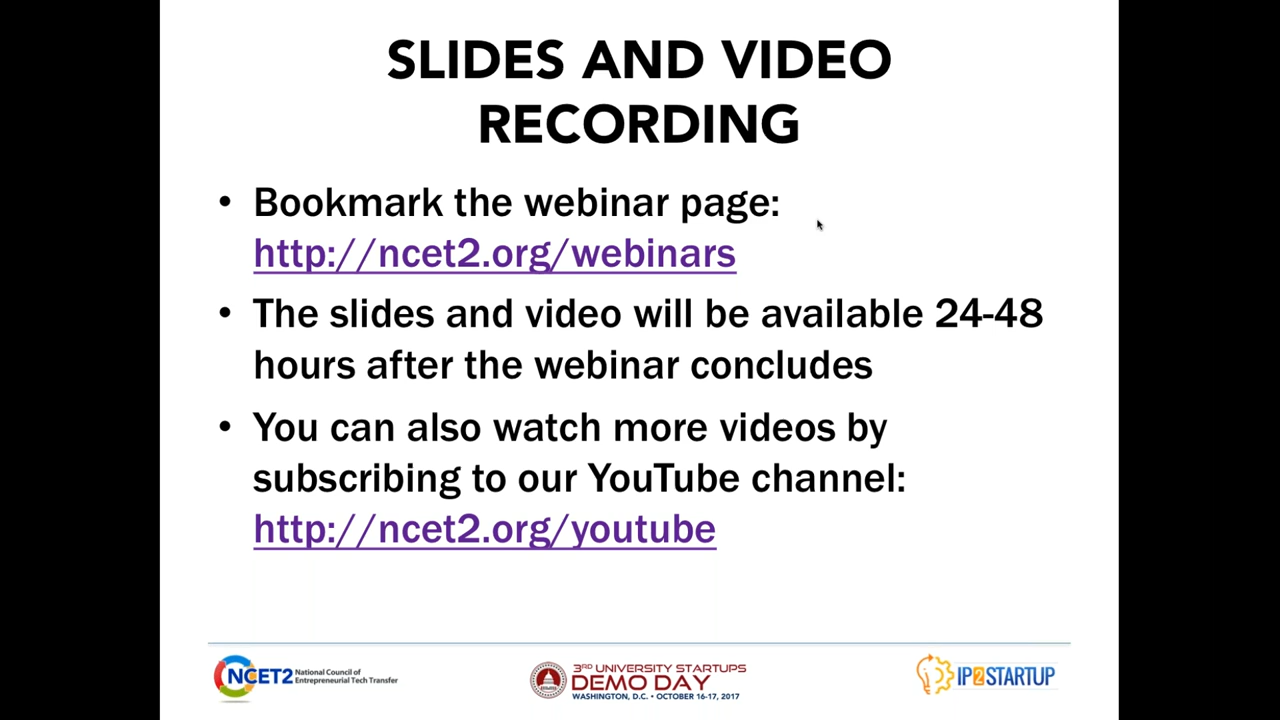 SLIDES AND VIDEO
RECORDING
• Bookmark the webinar page:
http://ncet2.org/webinars
• The slides and video will be available 24-48
hours after the webinar concludes
• You can also watch more videos by
subscribing to our YouTube channel:
http://ncet2.org/youtube
NCET2 National Council of
Entrepreneurial Tech Transfer
3RD UNIVERSITY STARTUPS
DEMO DAY
WASHINGTON, D.C. • OCTOBER 16-17, 2017
IP2STARTUP